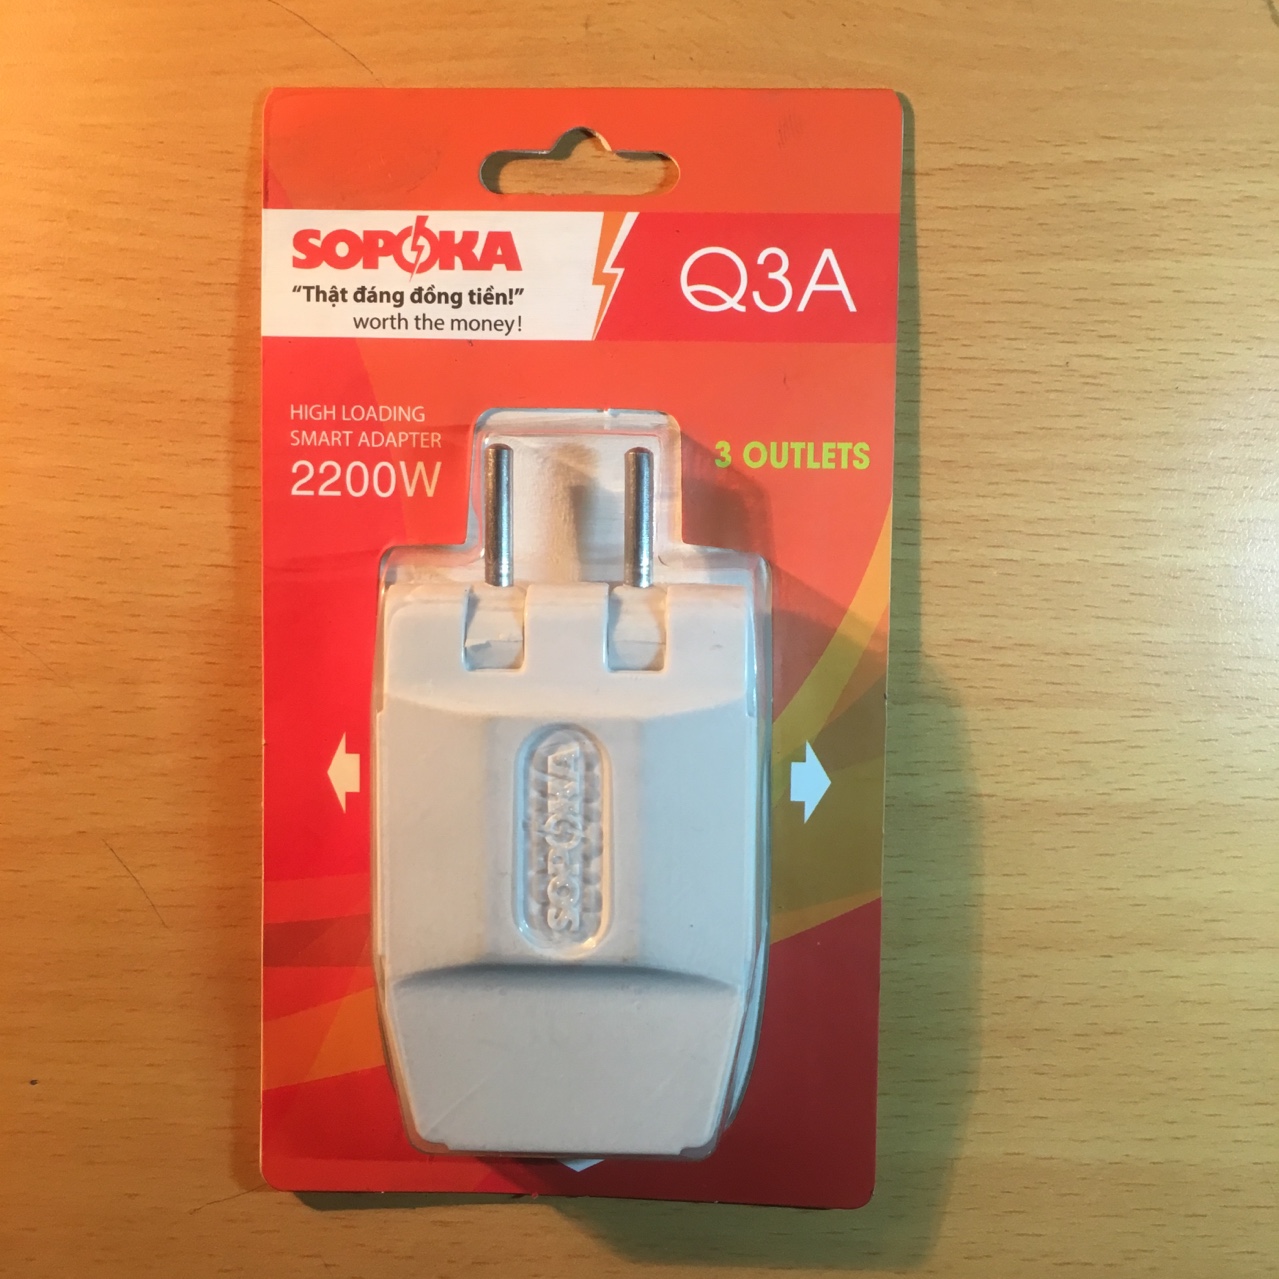 SOPOKA
"Thật đáng đồng tiền!"
worth the money!
Q3A
HIGH LOADING
SMART ADAPTER
2200W
3 OUTLETS
SOPOKA